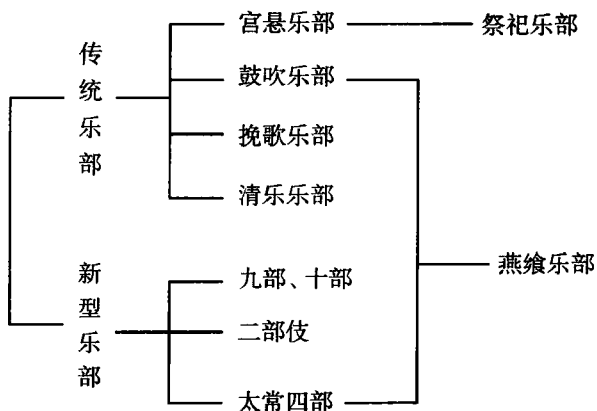 传统乐部
宫悬乐部
祭祀乐部
鼓吹乐部
挽歌乐部
清乐乐部
新型乐部
九部、十部
二部伎
太常四部
燕飨乐部